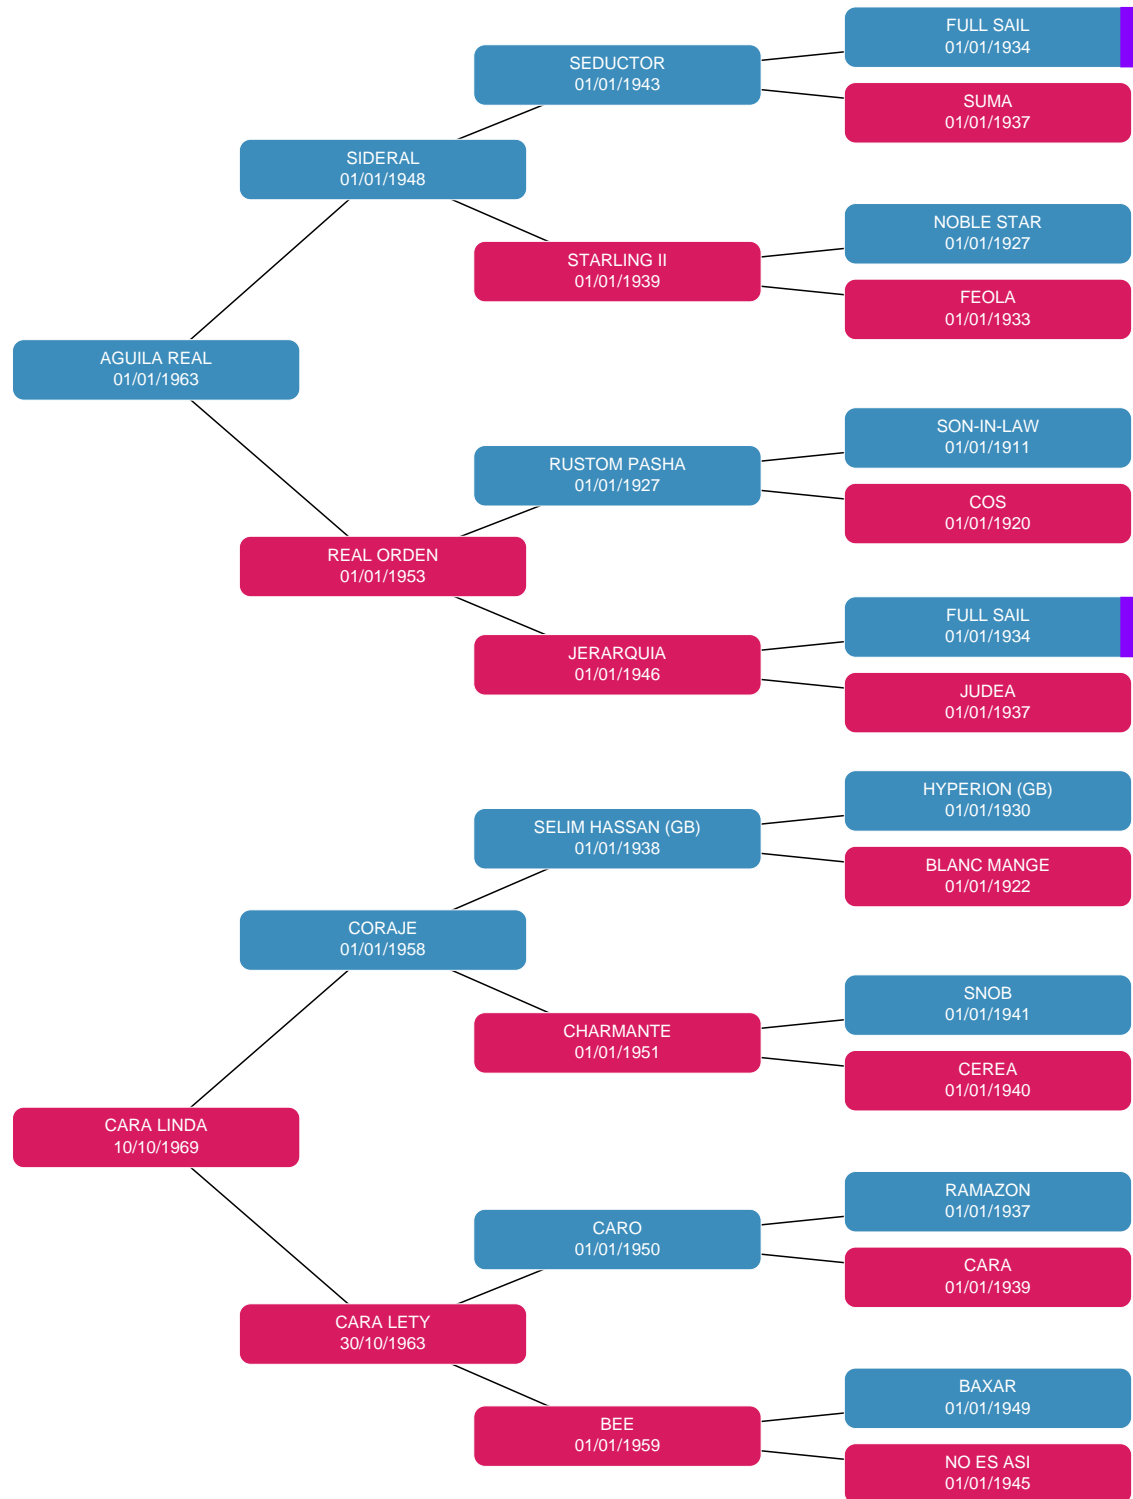 FULL SAIL
01/01/1934
SEDUCTOR
01/01/1943
SUMA
01/01/1937
SIDERAL
01/01/1948
NOBLE STAR
01/01/1927
STARLING II
01/01/1939
FEOLA
01/01/1933
AGUILA REAL
01/01/1963
SON-IN-LAW
01/01/1911
RUSTOM PASHA
01/01/1927
COS
01/01/1920
REAL ORDEN
01/01/1953
FULL SAIL
01/01/1934
JERARQUIA
01/01/1946
JUDEA
01/01/1937
HYPERION (GB)
01/01/1930
SELIM HASSAN (GB)
01/01/1938
BLANC MANGE
01/01/1922
CORAJE
01/01/1958
SNOB
01/01/1941
CHARMANTE
01/01/1951
CEREA
01/01/1940
CARA LINDA
10/10/1969
RAMAZON
01/01/1937
CARO
01/01/1950
CARA
01/01/1939
CARA LETY
30/10/1963
BAXAR
01/01/1949
BEE
01/01/1959
NO ES ASI
01/01/1945